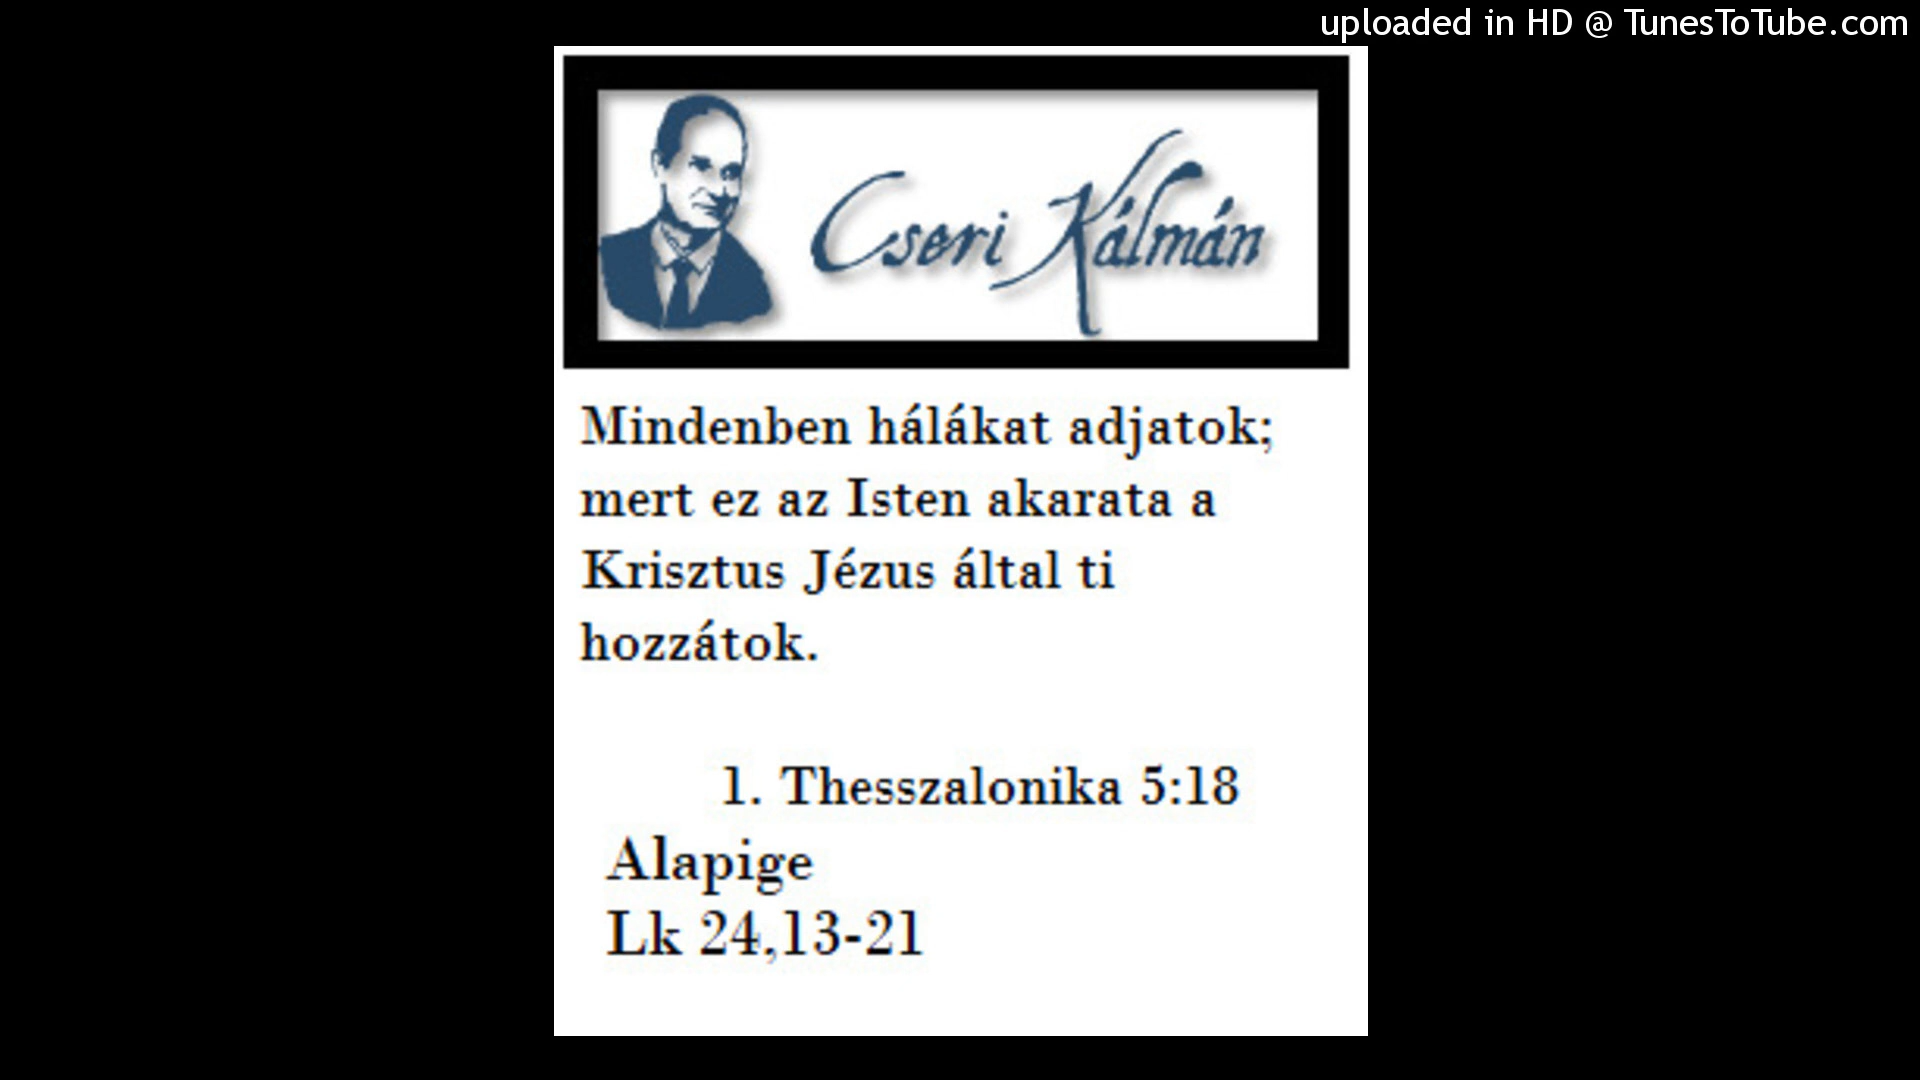 uploaded in HD @ TunesToTube.com
Cseri Kálmán
Mindenben hálákat adjatok;
mert ez az Isten akarata a
Krisztus Jézus által ti
hozzátok.
1. Thesszalonika 5:18
Alapige
Lk 24,13-21